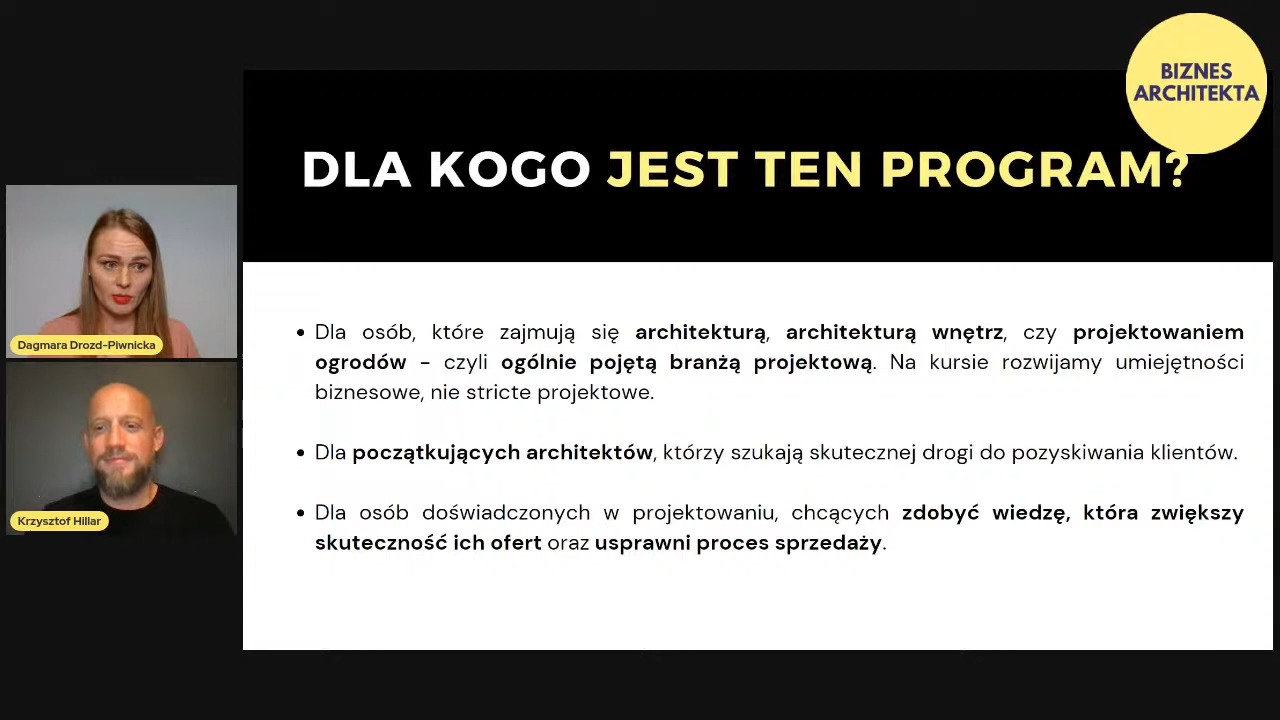 BIZNES
ARCHITEKTA
DLA KOGO JEST TEN PROGRAM?
Dagmara Drozd-Piwnicka
Krzysztof Hillar
• Dla osób, które zajmują się architekturą, architekturą wnętrz, czy projektowaniem
ogrodów - czyli ogólnie pojętą branżą projektową. Na kursie rozwijamy umiejętności
biznesowe, nie stricte projektowe.
• Dla początkujących architektów, którzy szukają skutecznej drogi do pozyskiwania klientów.
• Dla osób doświadczonych w projektowaniu, chcących zdobyć wiedzę, która zwiększy
skuteczność ich ofert oraz usprawni proces sprzedaży.